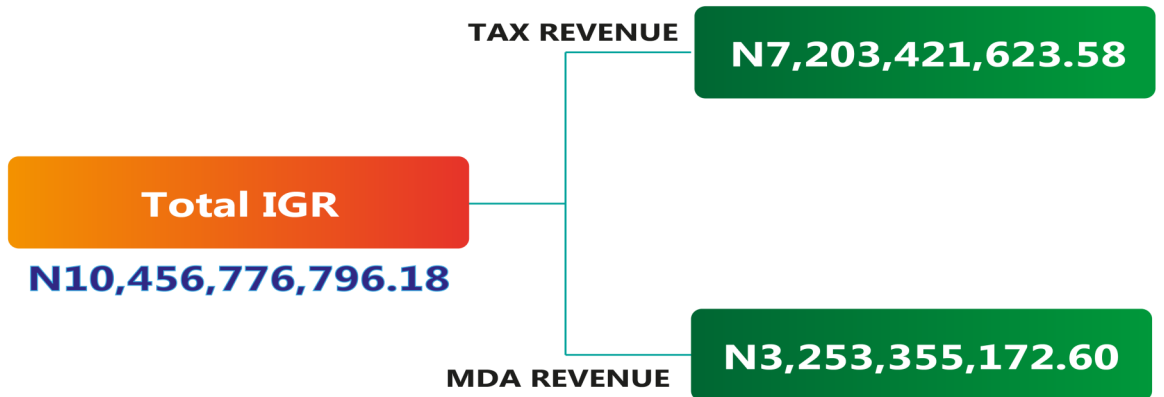 TAX REVENUE
N7,203,421,623.58
Total IGR
N10,456,776,796.18
N3,253,355,172.60
MDA REVENUE